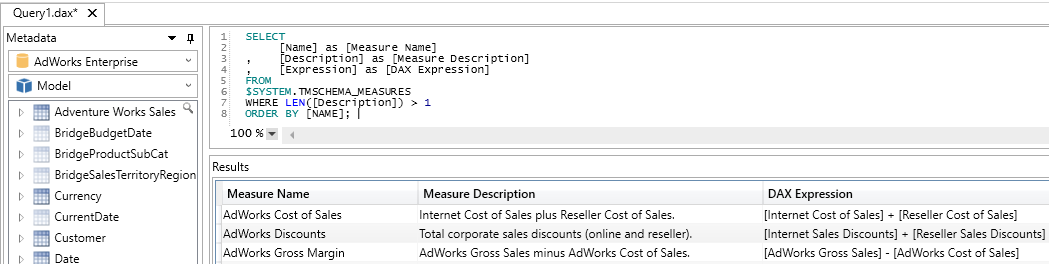 Query1.dax*
Metadata
AdWorks Enterprise
Model
Adventure Works Sales
BridgeBudgetDate
BridgeProductSubCat
BridgeSalesTerritoryRegion
Currency
CurrentDate
Customer
Date
1 SELECT
2 [Name] as [Measure Name]
3 , [Description] as [Measure Description]
4 , [Expression] as [DAX Expression]
5 FROM
6 $SYSTEM.TMSCHEMA_MEASURES
7 WHERE LEN([Description]) > 1
8 ORDER BY [NAME];
100 %
Results
Measure Name Measure Description DAX Expression
AdWorks Cost of Sales Internet Cost of Sales plus Reseller Cost of Sales. [Internet Cost of Sales] + [Reseller Cost of Sales]
AdWorks Discounts Total corporate sales discounts (online and reseller). [Internet Sales Discounts] + [Reseller Sales Discounts]
AdWorks Gross Margin AdWorks Gross Sales minus AdWorks Cost of Sales. [AdWorks Gross Sales] - [AdWorks Cost of Sales]